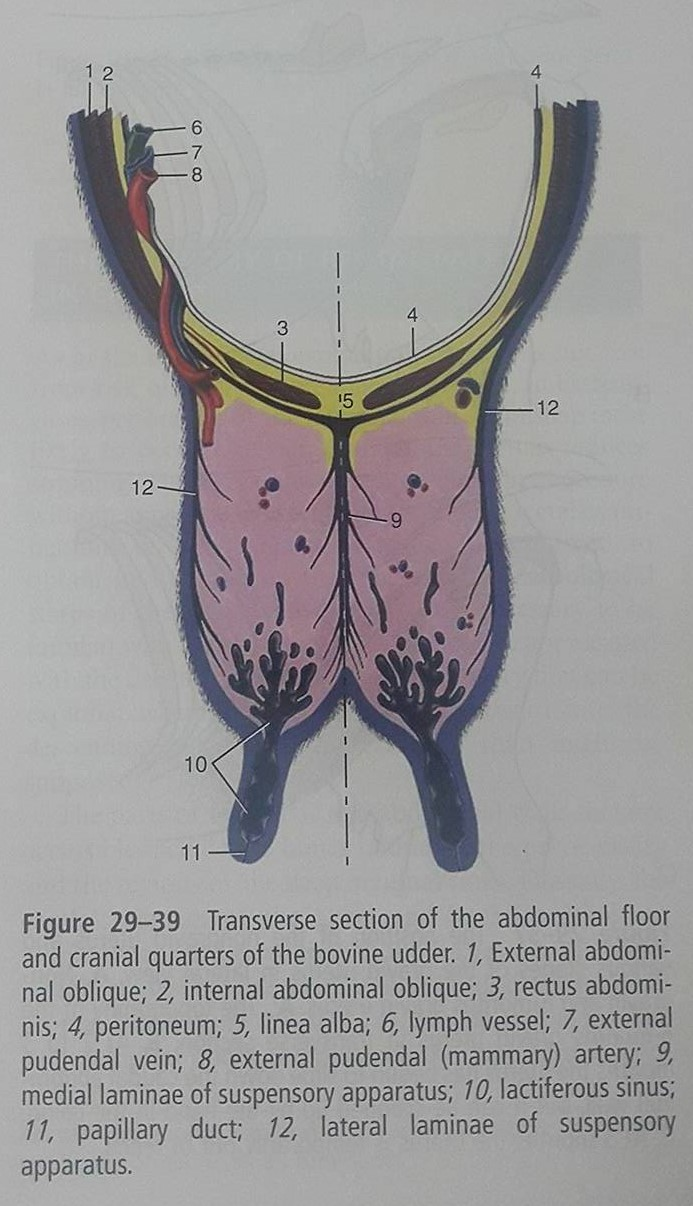 1 2
4
6
7
8
3
4
5
12
12
9
10
11
Figure 29–39 Transverse section of the abdominal floor
and cranial quarters of the bovine udder. 1, External abdomi-
nal oblique; 2, internal abdominal oblique; 3, rectus abdomi-
nis; 4, peritoneum; 5, linea alba; 6, lymph vessel; 7, external
pudendal vein; 8, external pudendal (mammary) artery; 9,
medial laminae of suspensory apparatus; 10, lactiferous sinus;
11, papillary duct; 12, lateral laminae of suspensory
apparatus.